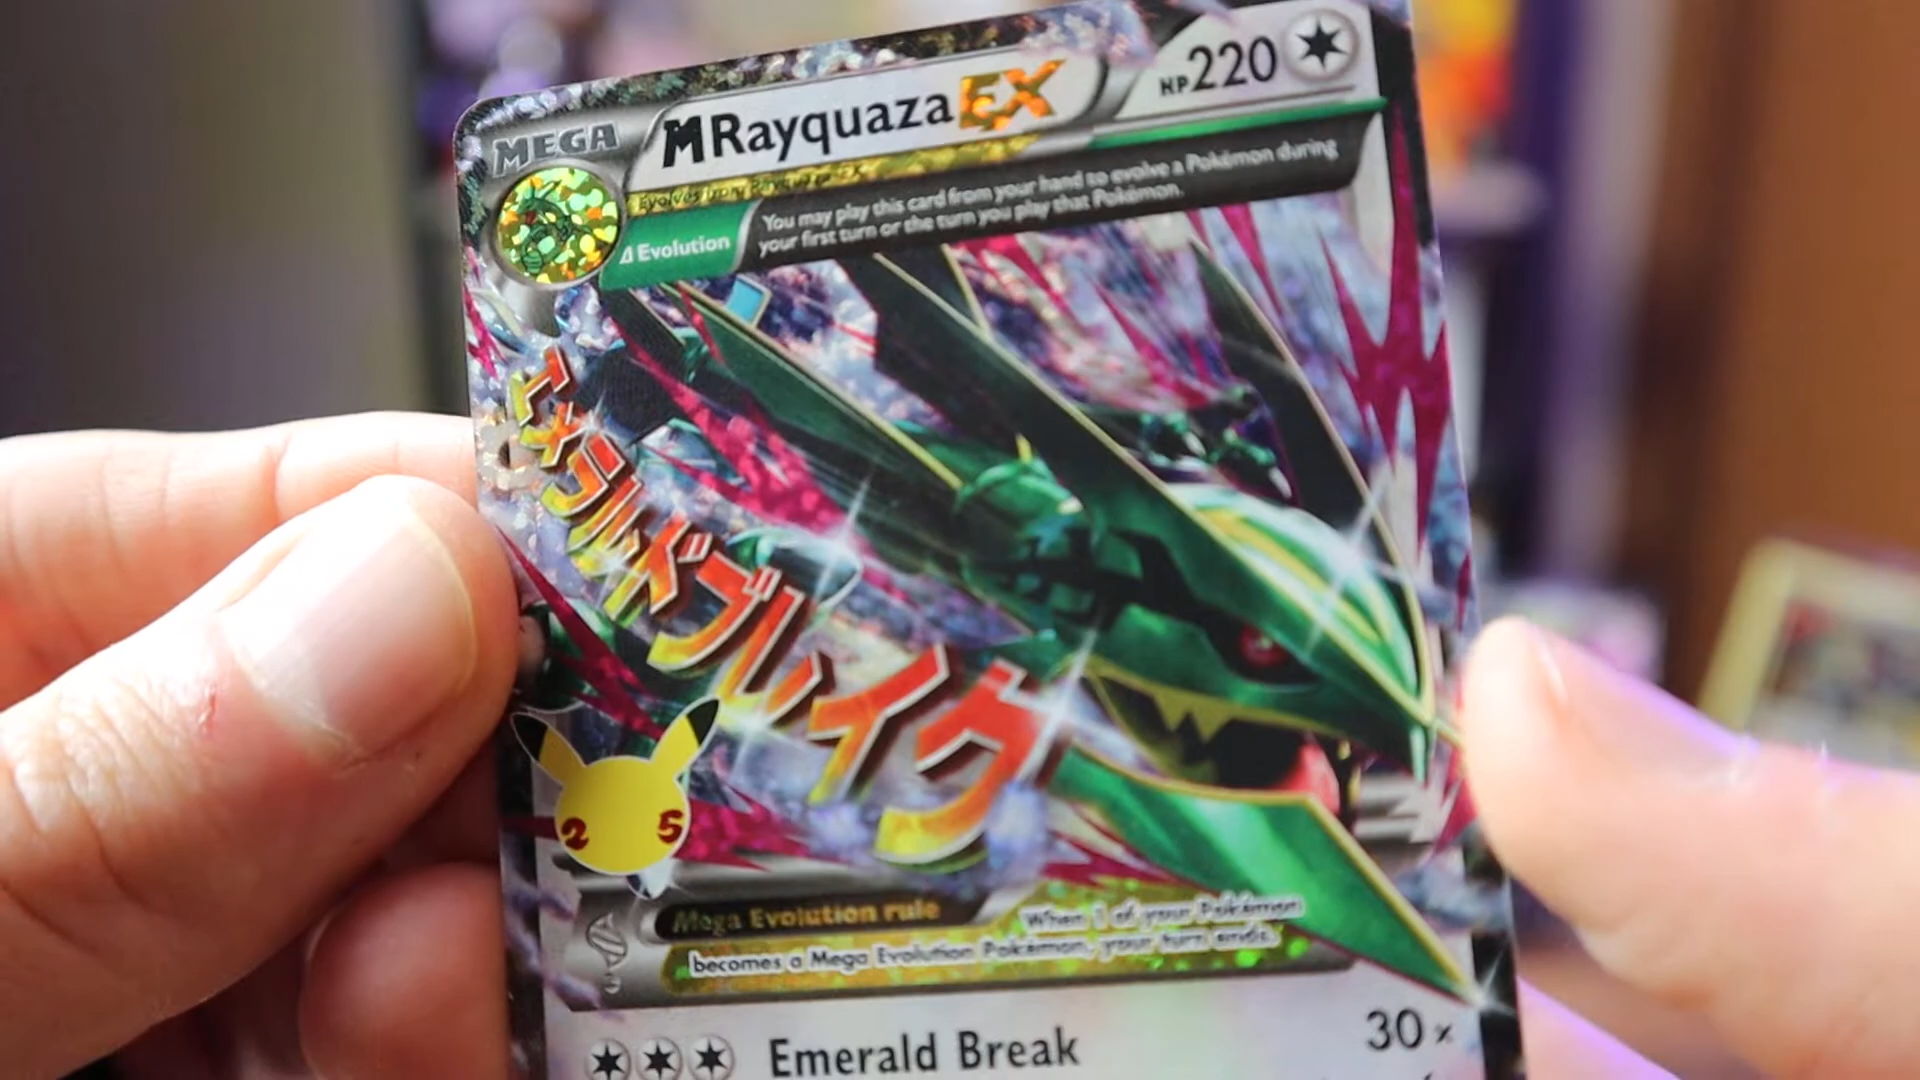 MEGA
MRayquazaEX
HP220
Evolves from Rayquaza-EX
Δ Evolution
You may play this card from your hand to evolve a Pokémon during
your first turn or the turn you play that Pokémon.
エメラルドブレイク
25
Mega Evolution rule
When 1 of your Pokémon
becomes a Mega Evolution Pokémon, your turn ends.
Emerald Break
30×